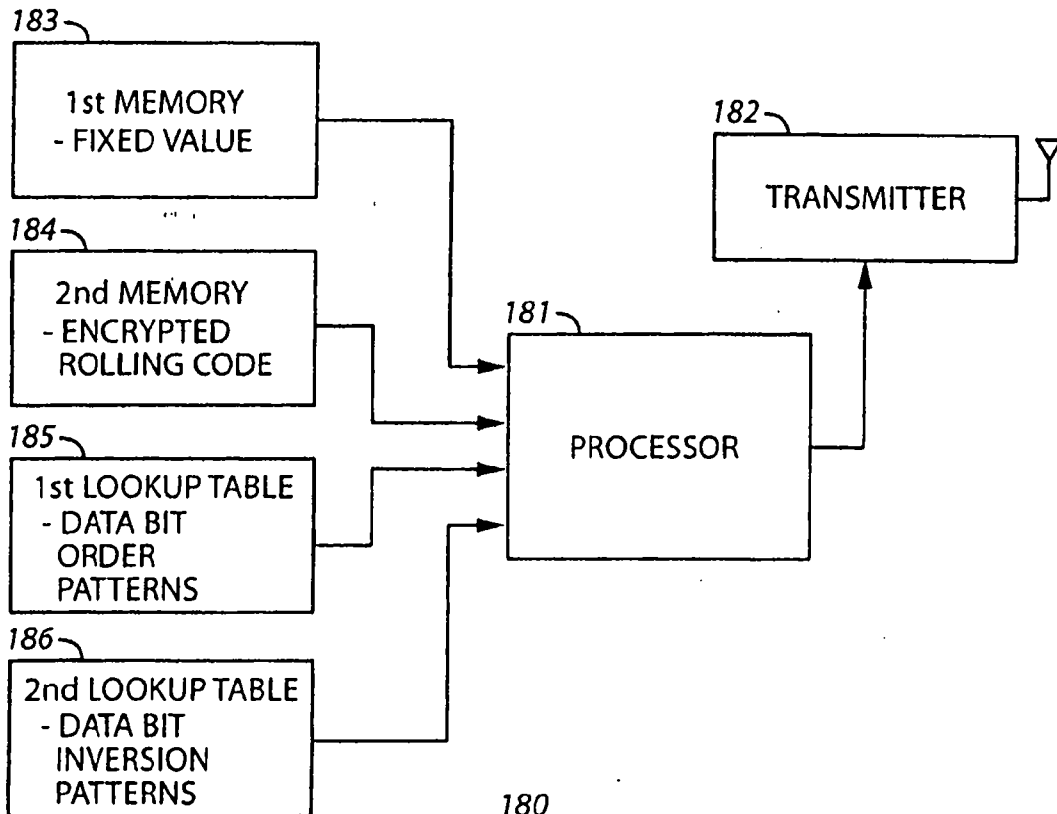 183
1st MEMORY
- FIXED VALUE
184
2nd MEMORY
- ENCRYPTED
ROLLING CODE
185
1st LOOKUP TABLE
- DATA BIT
ORDER
PATTERNS
186
2nd LOOKUP TABLE
- DATA BIT
INVERSION
PATTERNS
181
PROCESSOR
182
TRANSMITTER
180